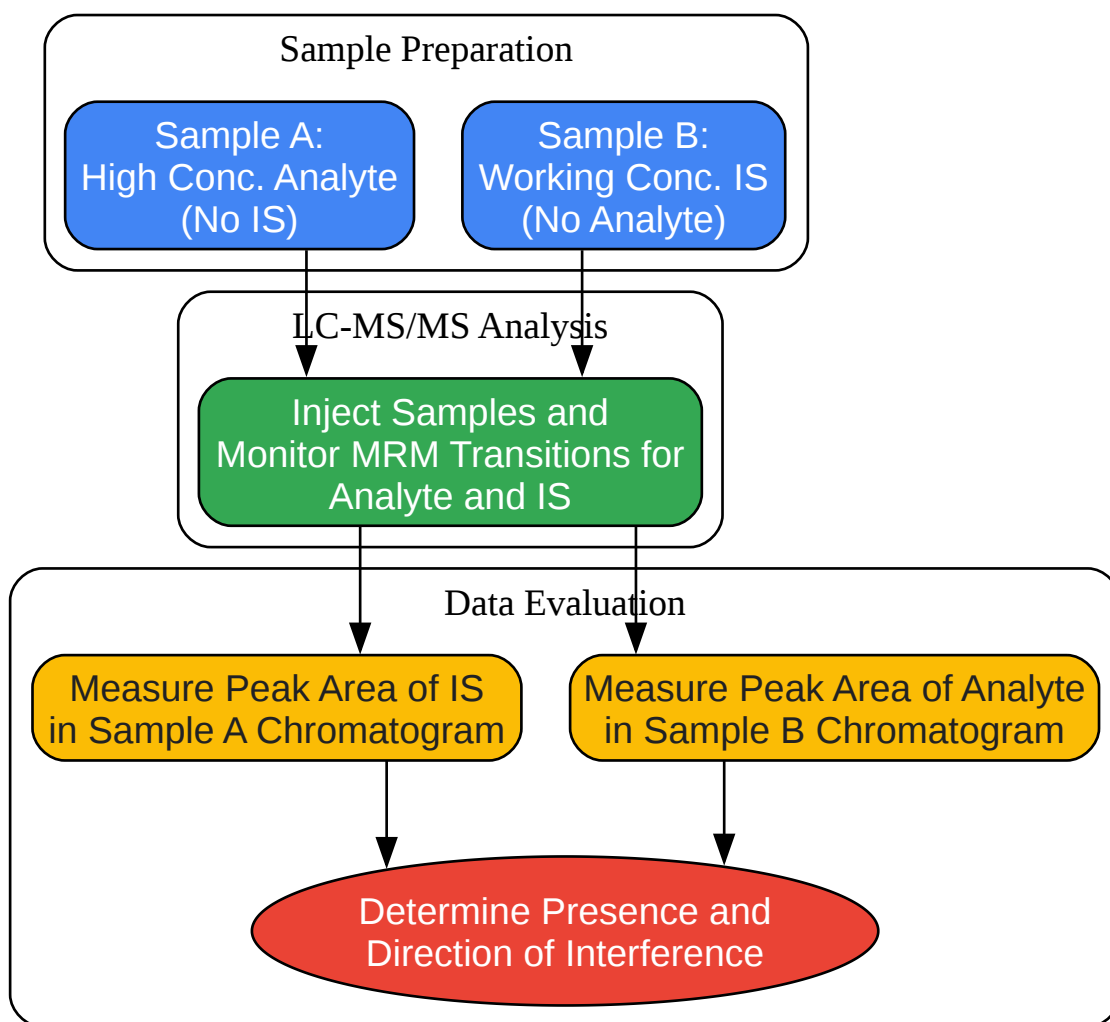 Sample Preparation
Sample A:
High Conc. Analyte
(No IS)
Sample B:
Working Conc. IS
(No Analyte)
LC-MS/MS Analysis
Inject Samples and
Monitor MRM Transitions for
Analyte and IS
Data Evaluation
Measure Peak Area of IS
in Sample A Chromatogram
Measure Peak Area of Analyte
in Sample B Chromatogram
Determine Presence and
Direction of Interference